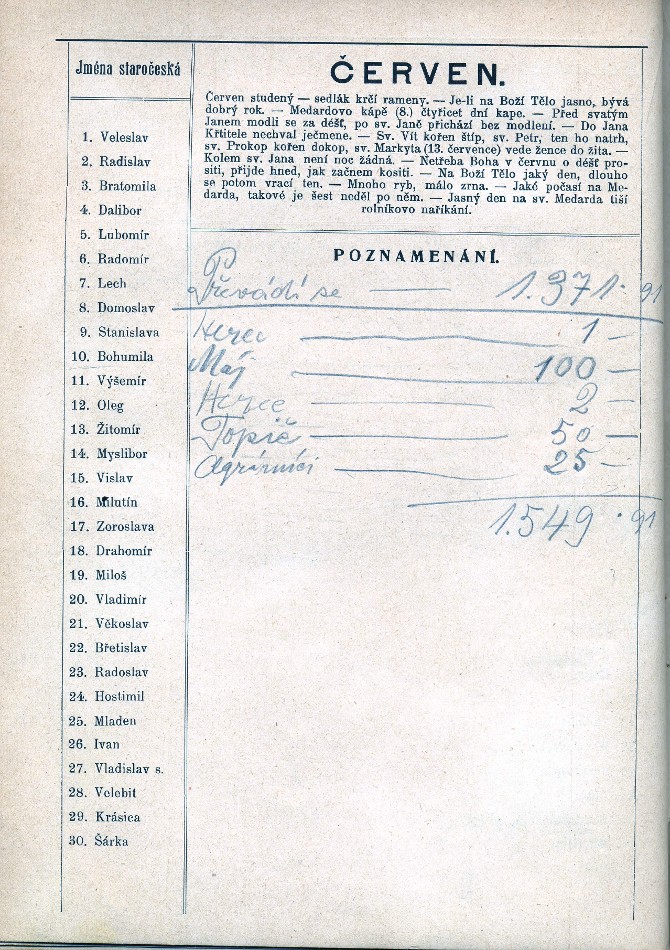 Jména staročeská
1. Veleslav
2. Radislav
3. Bratomila
4. Dalibor
5. Lubomír
6. Radomír
7. Lech
8. Domoslav
9. Stanislava
10. Bohumila
11. Výšemír
12. Oleg
13. Žitomír
14. Myslibor
15. Vislav
16. Milutín
17. Zoroslava
18. Drahomír
19. Miloš
20. Vladimír
21. Věkoslav
22. Břetislav
23. Radoslav
24. Hostimil
25. Mladen
26. Ivan
27. Vladislav s.
28. Velebit
29. Krásica
30. Šárka
ČERVEN.
Červen studený — sedlák krčí rameny. — Je-li na Boží Tělo jasno, bývá
dobrý rok. — Medardovo kápě (8.) čtyřicet dní kape. — Před svatým
Janem modli se za déšť, po sv. Janě přichází bez modlení. — Do Jana
Křtitele nechval ječmene. — Sv. Vít kořen štíp, sv. Petr, ten ho natrh,
sv. Prokop kořen dokop, sv. Markyta (13. července) vede žence do žita. —
Kolem sv. Jana není noc žádná. — Netřeba Boha v červnu o déšť pro-
siti, přijde hned, jak začnem kositi. — Na Boží Tělo jaký den, dlouho
se potom vrací ten. — Mnoho ryb, málo zrna. — Jaké počasí na Me-
darda, takové je šest neděl po něm. — Jasný den na sv. Medarda tiší
rolníkovo naříkání.
POZNAMENÁNÍ.
Převádí se — 1.371·91
Herec — 1 —
Máj — 100 —
Herec — 2 —
Topič — 50 —
Agrárníci — 25 —
1.549·91